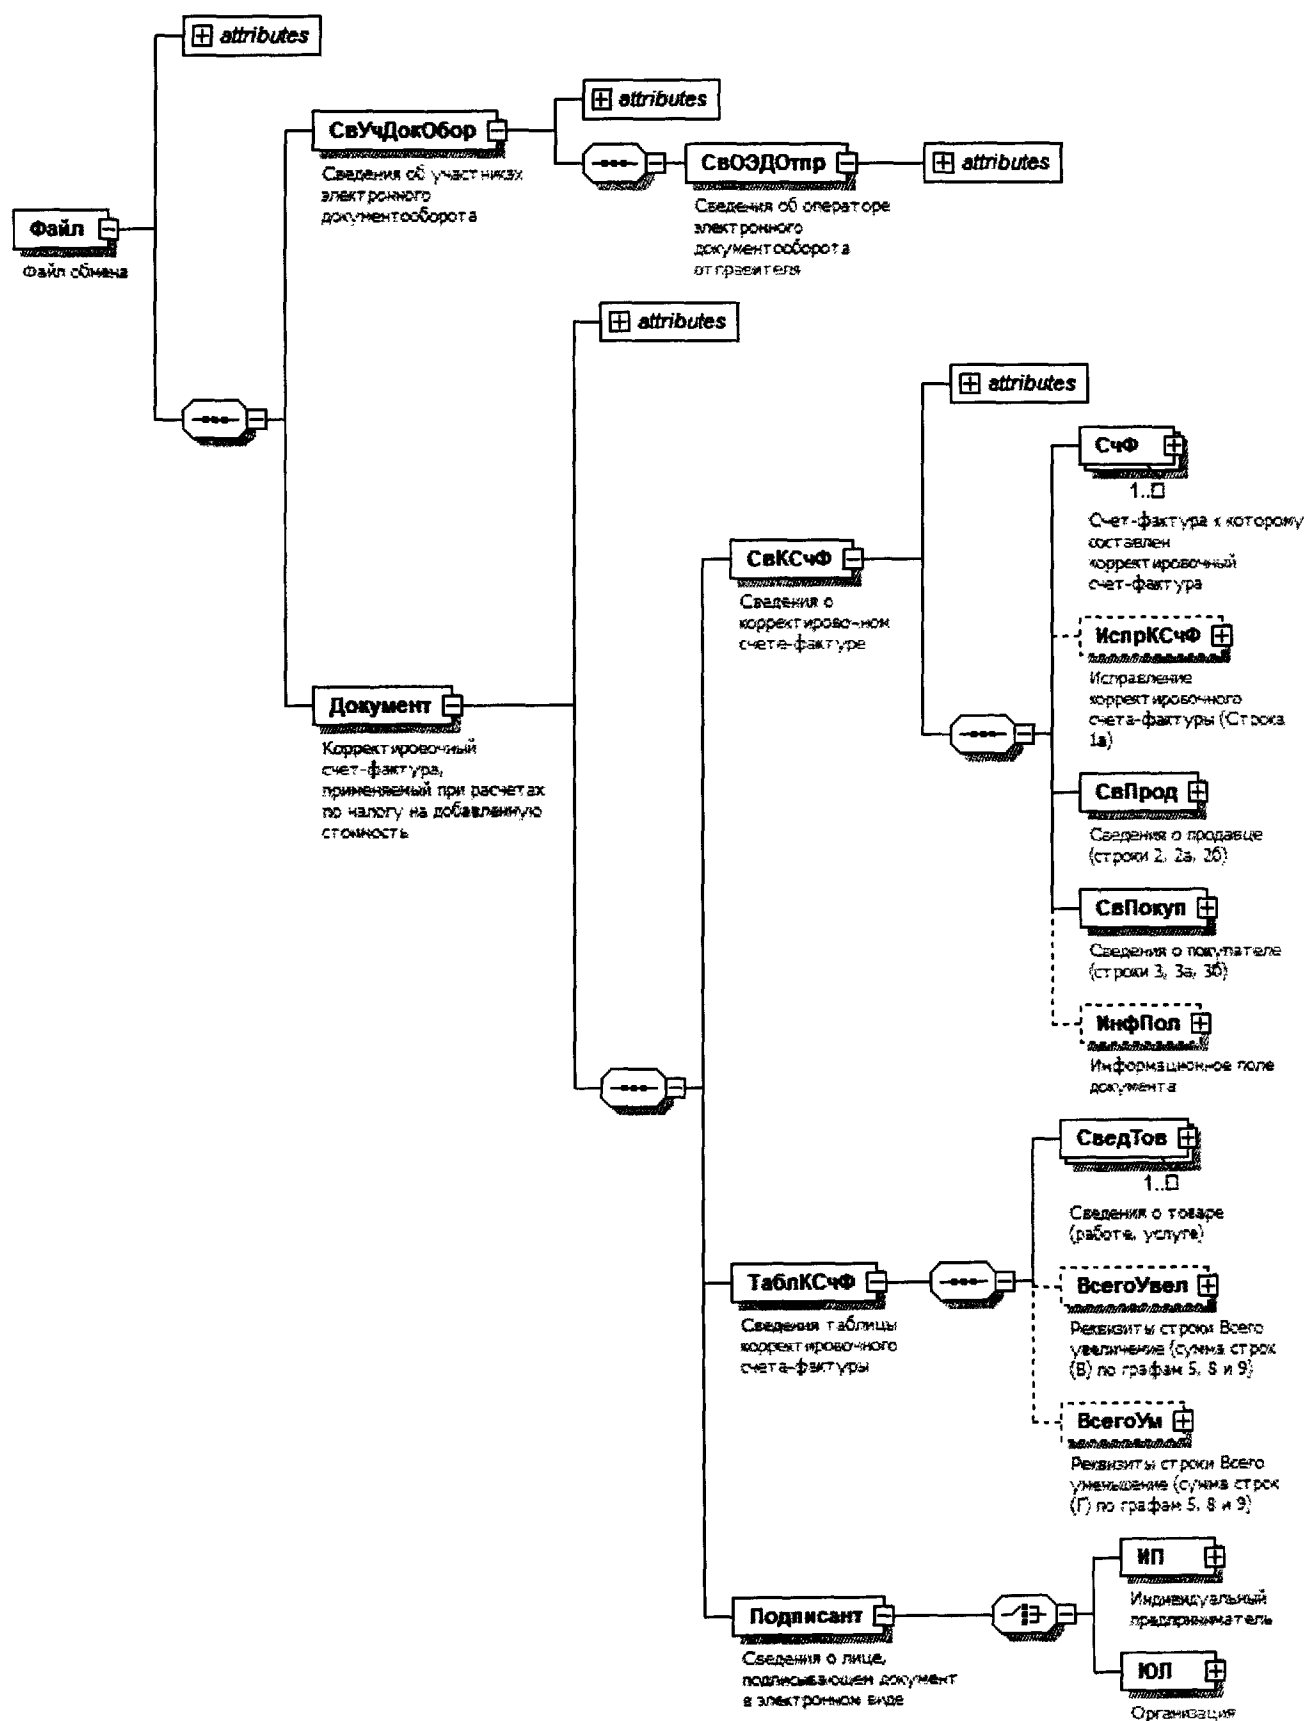 attributes
attributes
СвУчДокОбор
Сведения об участниках
электронного
документооборота
СвОЭДОтпр
attributes
Сведения об операторе
электронного
документооборота
отправителя
Файл
Файл обмена
attributes
attributes
СчФ
1..□
Счет-фактура к которому
составлен
корректировочный
счет-фактура
СвКСчФ
Сведения о
корректировочном
счете-фактуре
ИспрКСчФ
Исправление
корректировочного
счета-фактуры (Строка
1а)
Документ
Корректировочный
счет-фактура,
применяемый при расчетах
по налогу на добавленную
стоимость
СвПрод
Сведения о продавце
(строки 2, 2а, 2б)
СвПокуп
Сведения о покупателе
(строки 3, 3а, 3б)
ИнфПол
Информационное поле
документа
СведТов
1..□
Сведения о товаре
(работе, услуге)
ТаблКСчФ
Сведения таблицы
корректировочного
счета-фактуры
ВсегоУвел
Реквизиты строки Всего
увеличение (сумма строк
(В) по графам 5, 8 и 9)
ВсегоУм
Реквизиты строки Всего
уменьшение (сумма строк
(Г) по графам 5, 8 и 9)
Подписант
Сведения о лице,
подписывающем документ
в электронном виде
ИП
Индивидуальный
предприниматель
ЮЛ
Организация